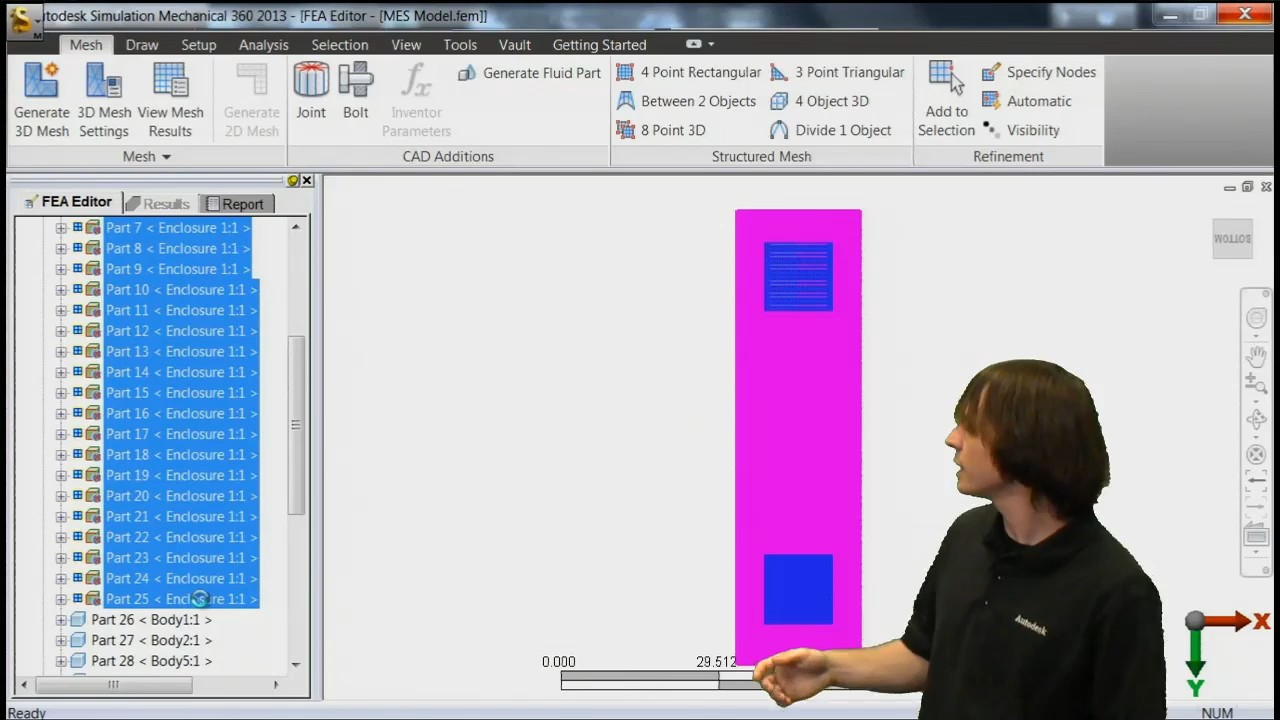 utodesk Simulation Mechanical 360 2013 - [FEA Editor - [MES Model.fem]]
Mesh Draw Setup Analysis Selection View Tools Vault Getting Started
Generate 3D Mesh
3D Mesh Settings
View Mesh Results
Generate 2D Mesh
Joint
Bolt
Inventor Parameters
Generate Fluid Part
4 Point Rectangular
Between 2 Objects
8 Point 3D
3 Point Triangular
4 Object 3D
Divide 1 Object
Add to Selection
Specify Nodes
Automatic
Visibility
Mesh
CAD Additions
Structured Mesh
Refinement
FEA Editor Results Report
Part 7 < Enclosure 1:1 >
Part 8 < Enclosure 1:1 >
Part 9 < Enclosure 1:1 >
Part 10 < Enclosure 1:1 >
Part 11 < Enclosure 1:1 >
Part 12 < Enclosure 1:1 >
Part 13 < Enclosure 1:1 >
Part 14 < Enclosure 1:1 >
Part 15 < Enclosure 1:1 >
Part 16 < Enclosure 1:1 >
Part 17 < Enclosure 1:1 >
Part 18 < Enclosure 1:1 >
Part 19 < Enclosure 1:1 >
Part 20 < Enclosure 1:1 >
Part 21 < Enclosure 1:1 >
Part 22 < Enclosure 1:1 >
Part 23 < Enclosure 1:1 >
Part 24 < Enclosure 1:1 >
Part 25 < Enclosure 1:1 >
Part 26 < Body1:1 >
Part 27 < Body2:1 >
Part 28 < Body5:1 >
BOTTOM
0.000 29.512
Autodesk
X
Y
Ready
NUM